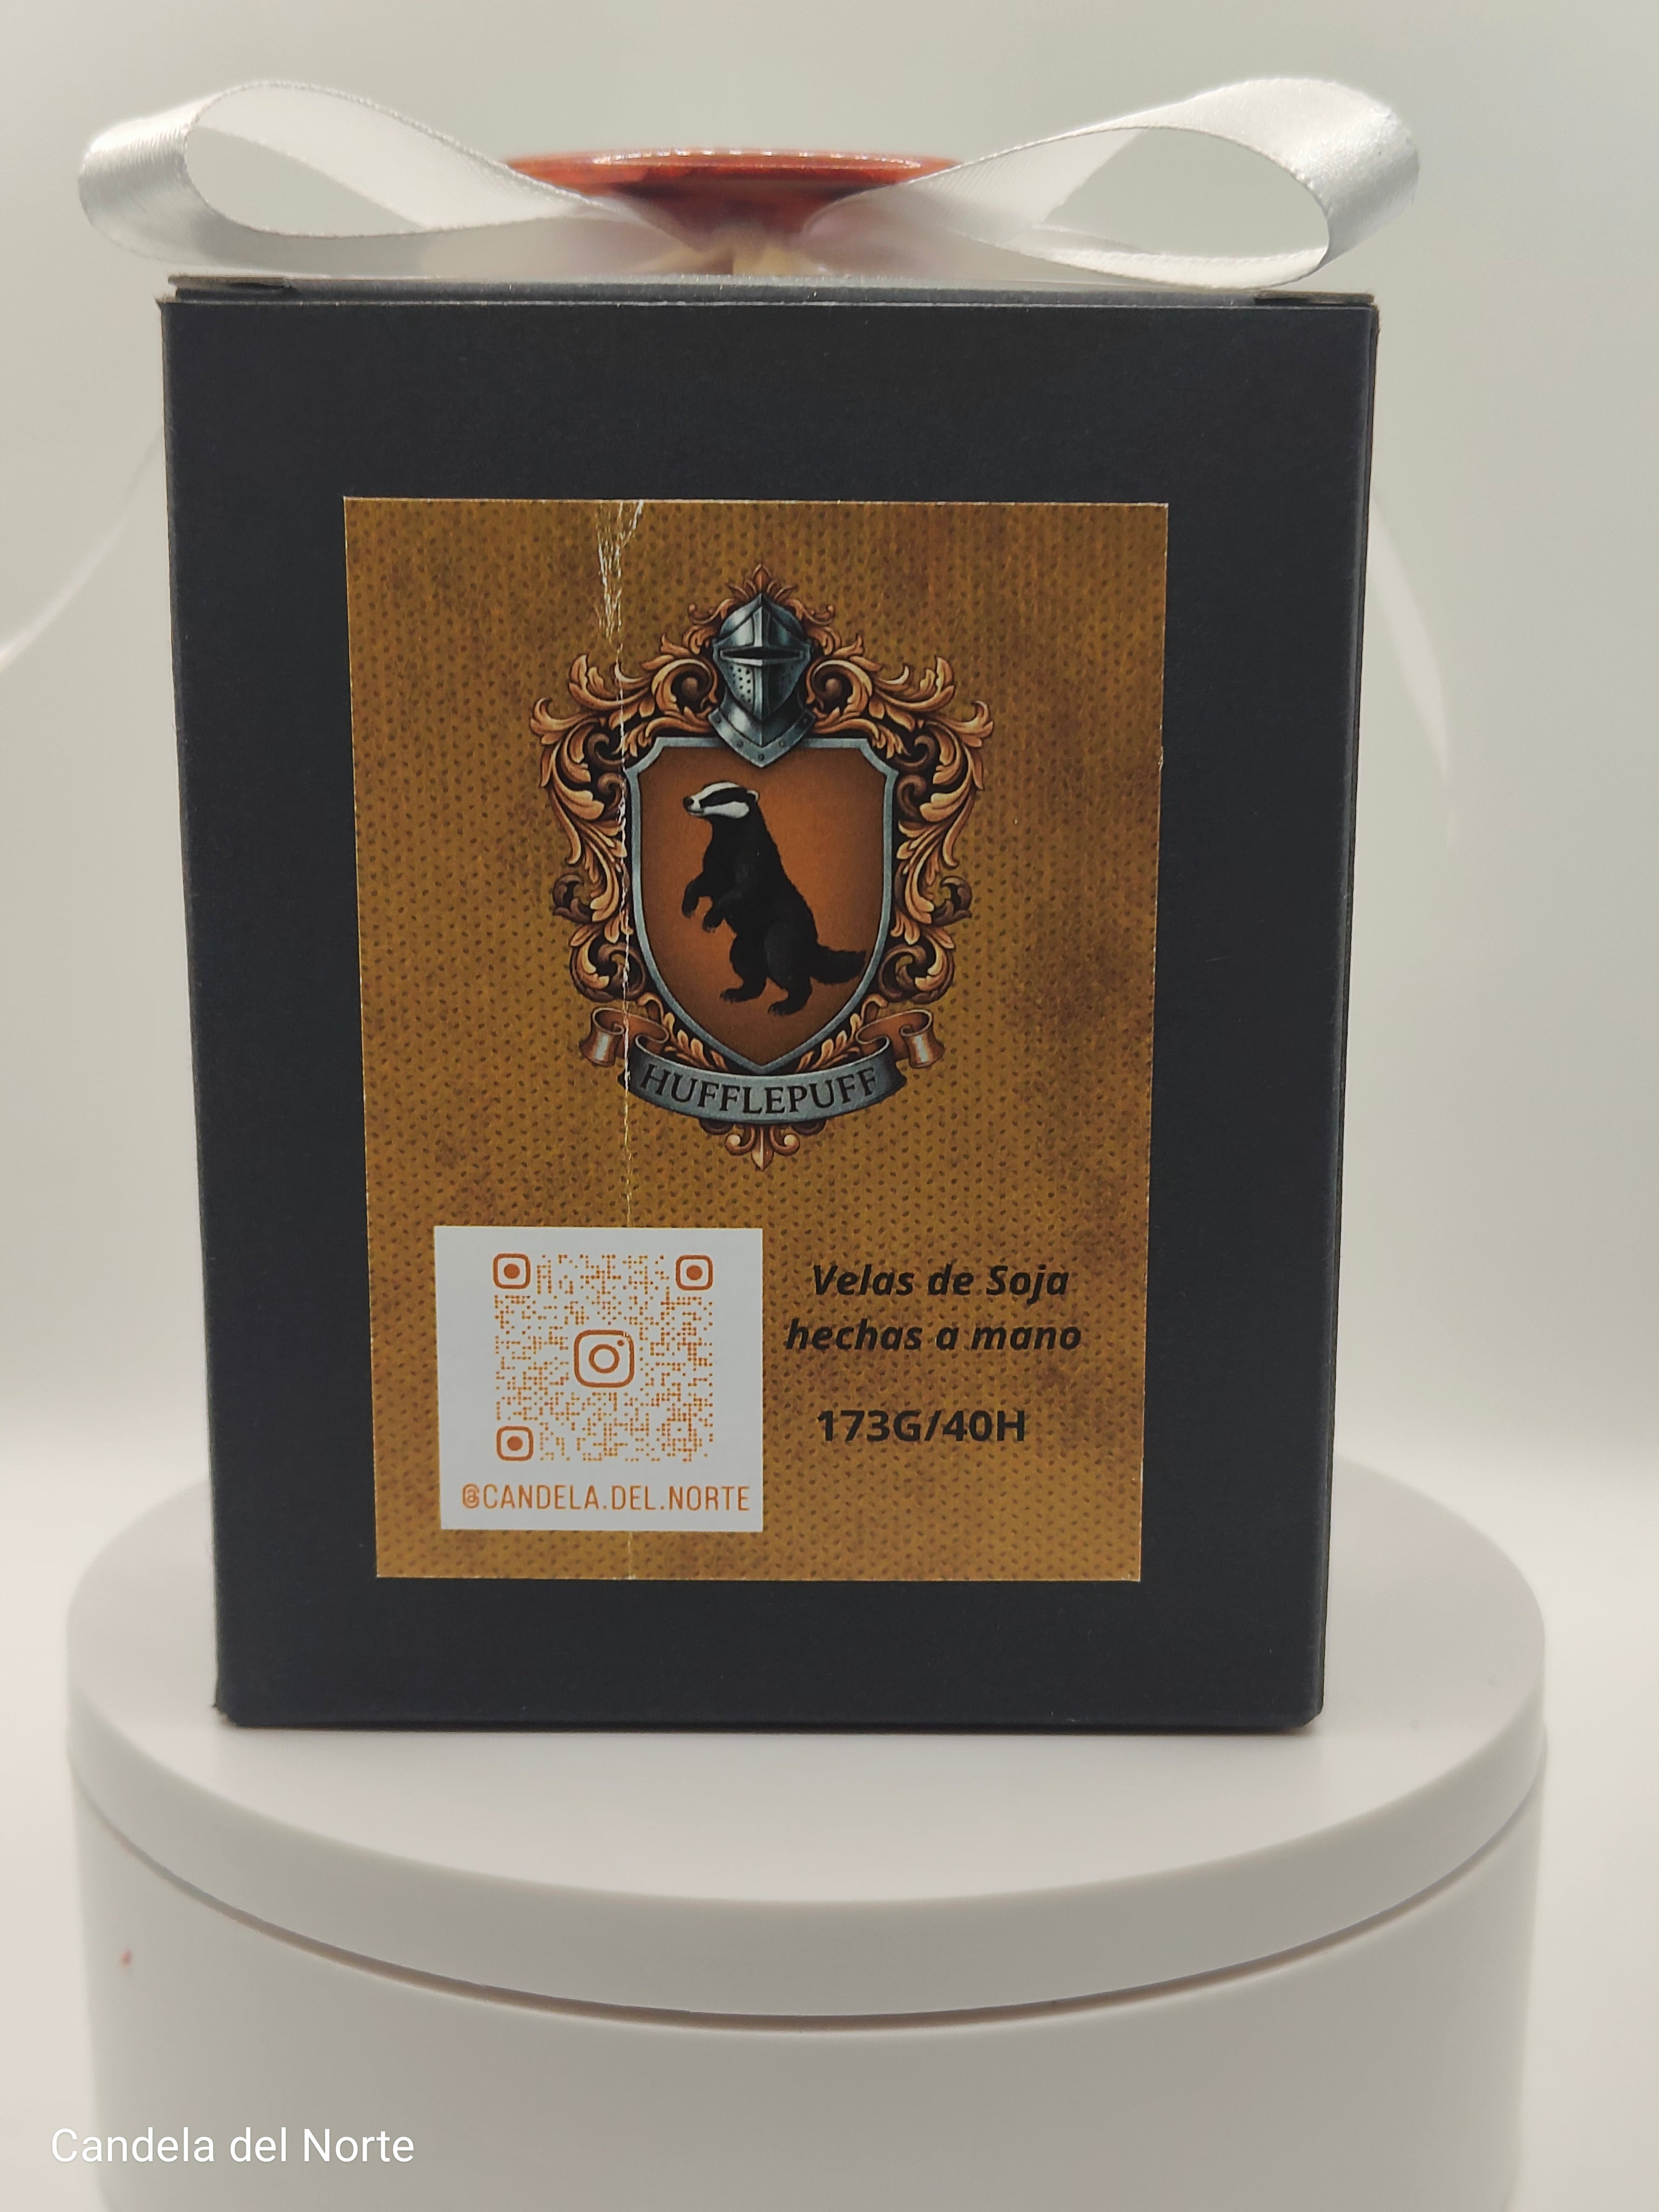 HUFFLEPUFF
Velas de Soja
hechas a mano
173G/40H
@CANDELA.DEL.NORTE
Candela del Norte